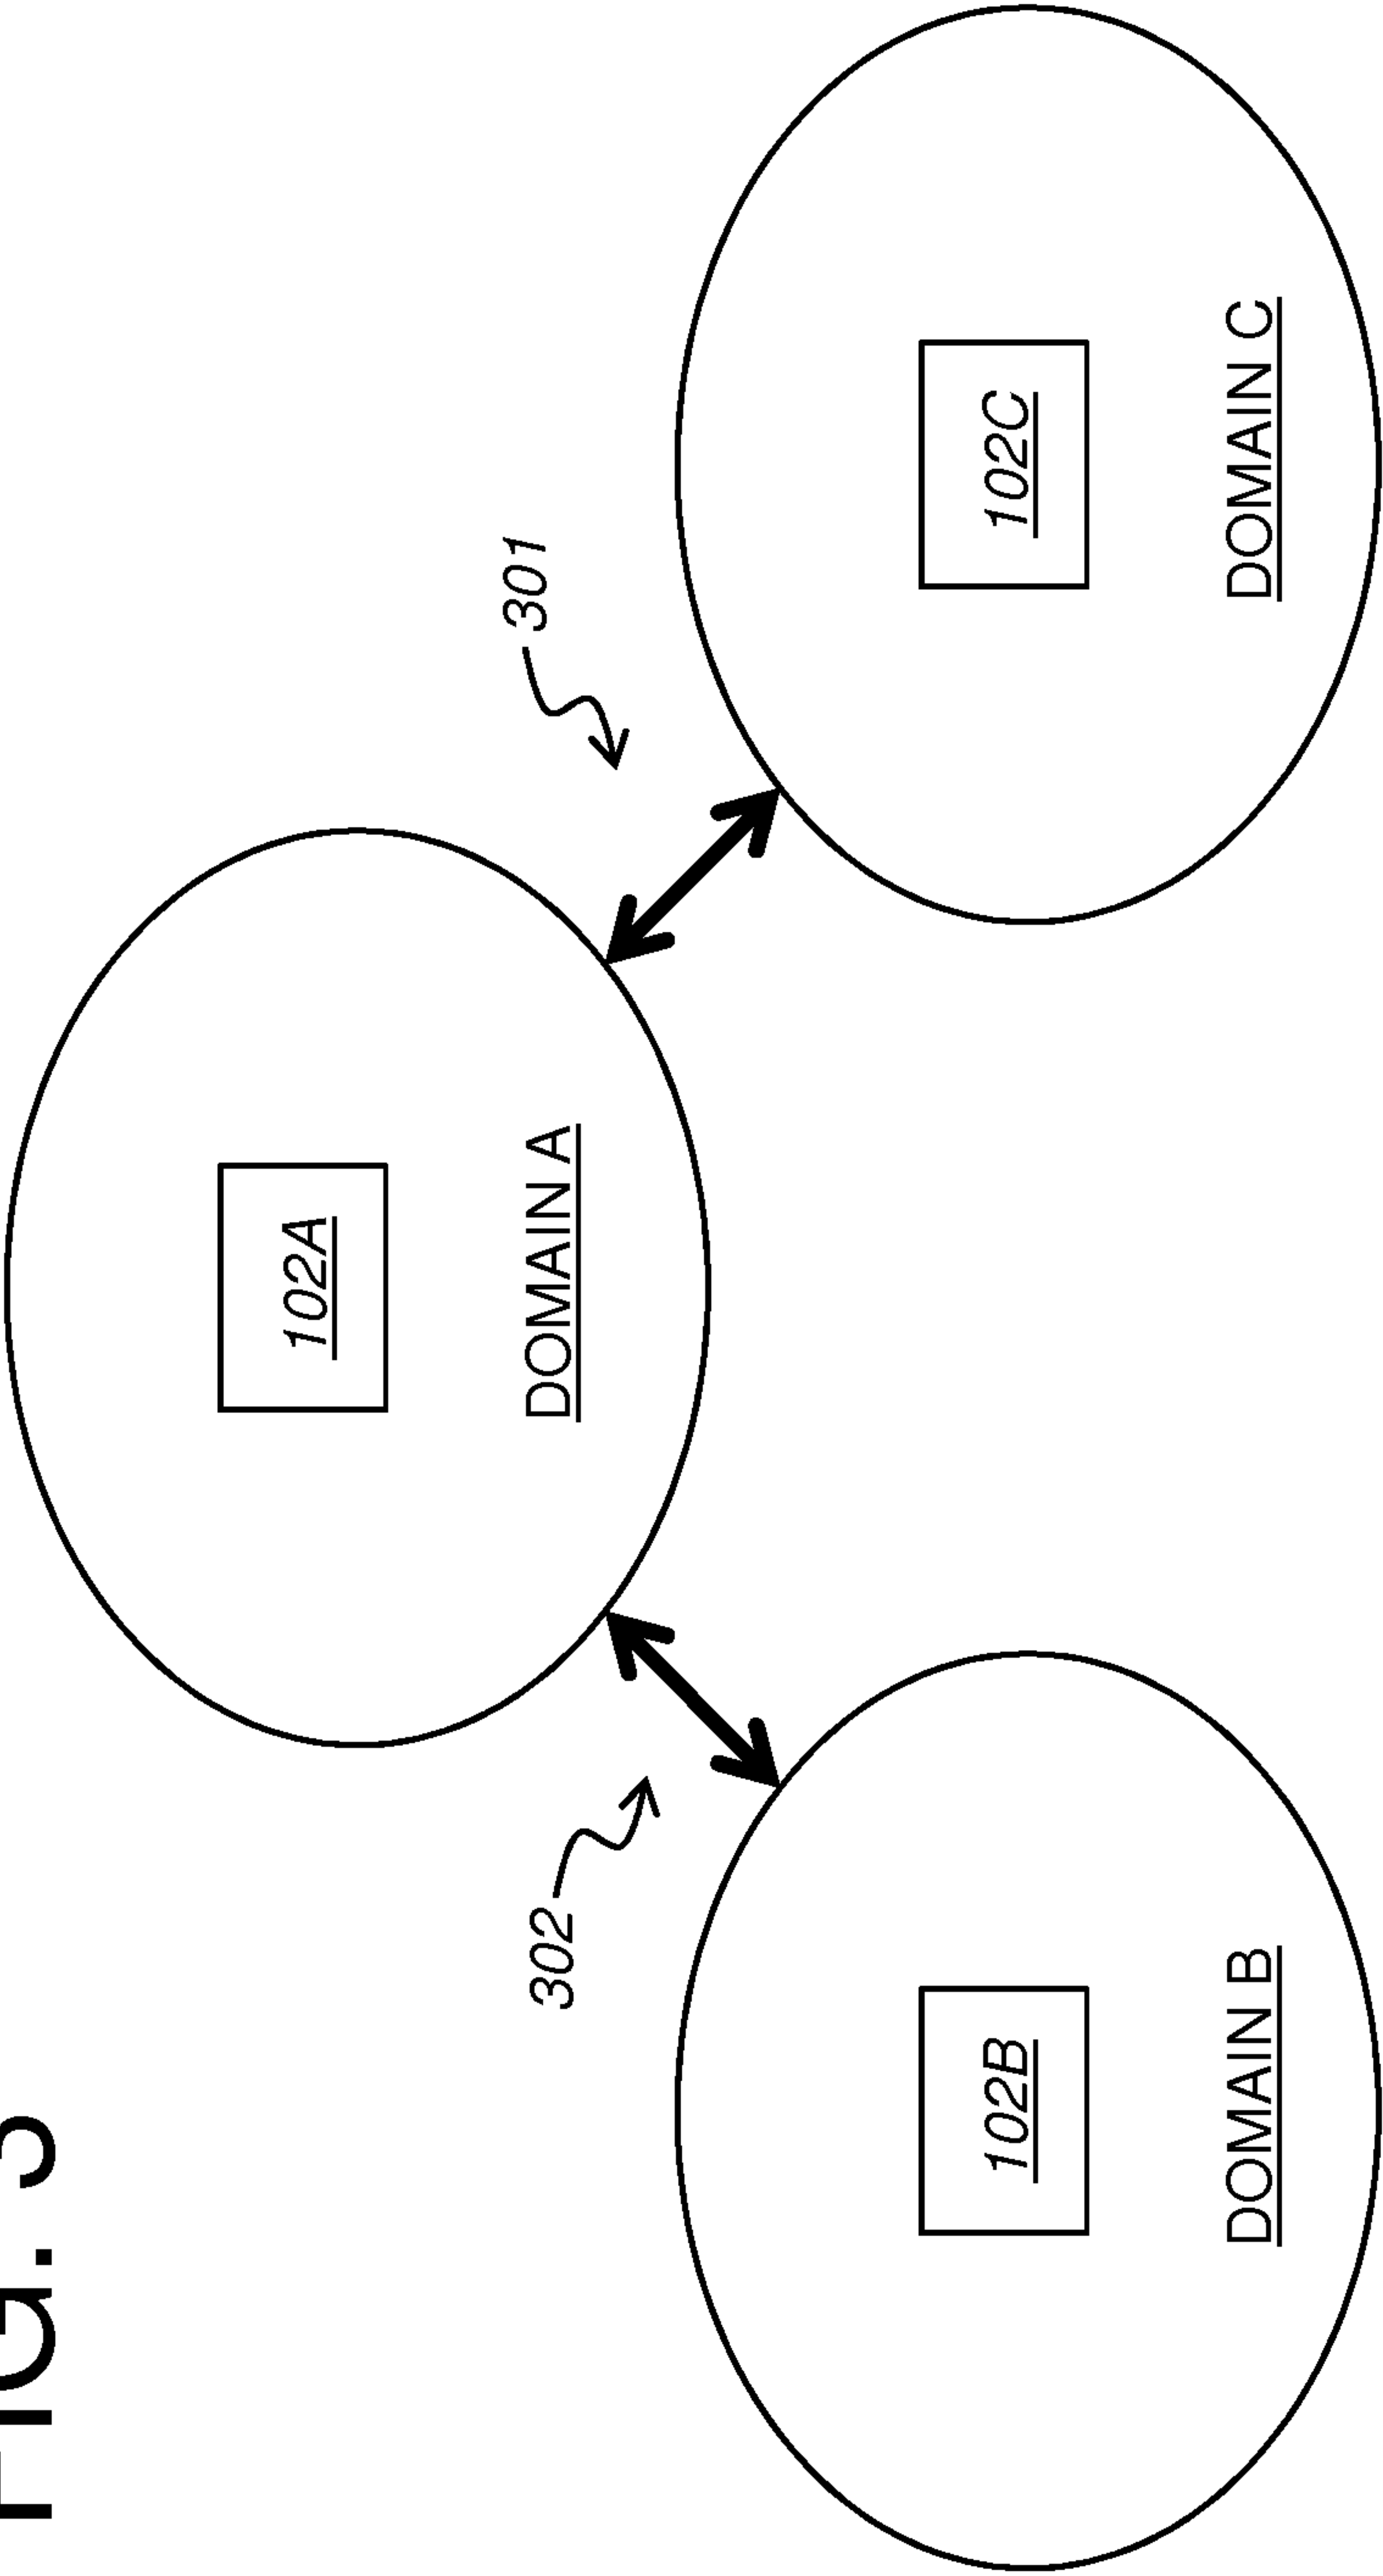 FIG. 3
102A
DOMAIN A
302
301
102B
102C
DOMAIN B
DOMAIN C